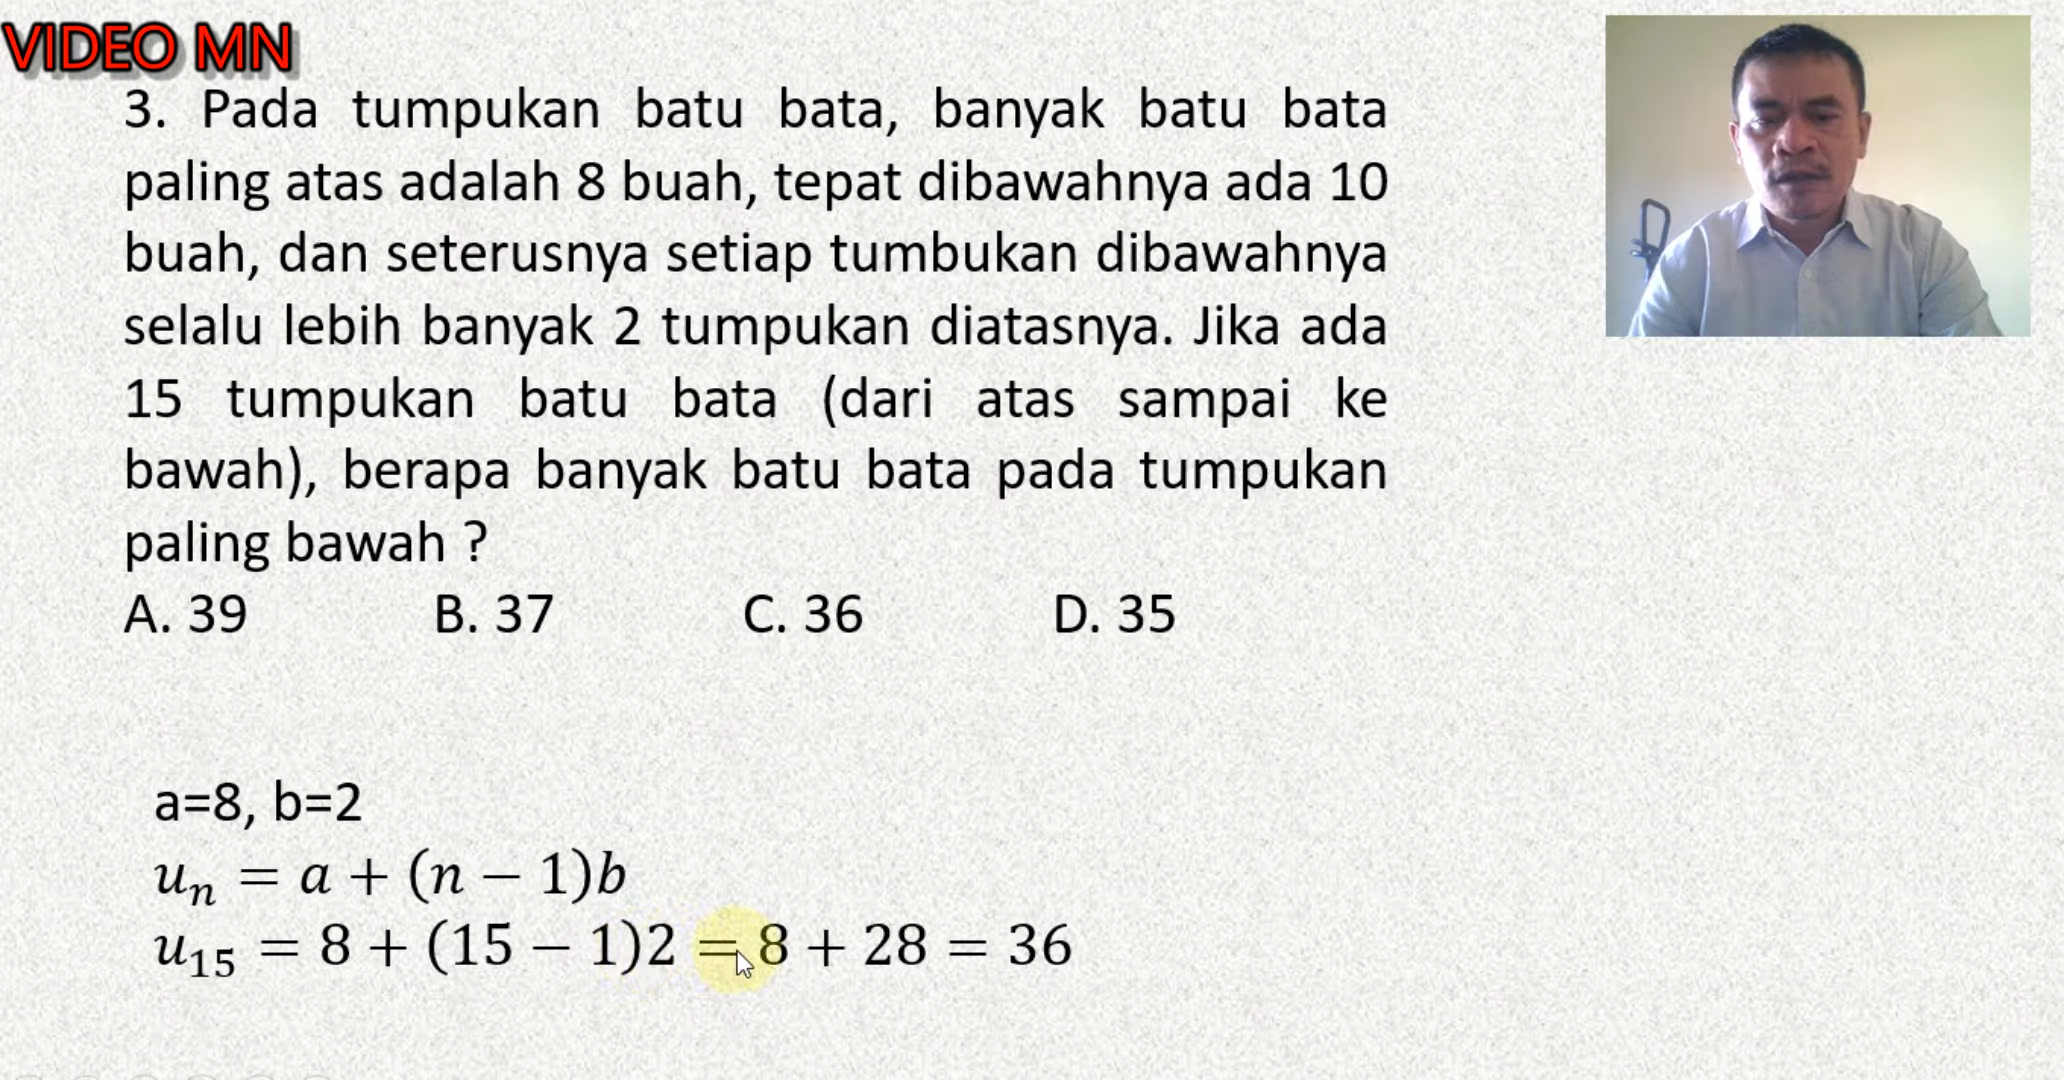 VIDEO MN
3. Pada tumpukan batu bata, banyak batu bata
paling atas adalah 8 buah, tepat dibawahnya ada 10
buah, dan seterusnya setiap tumbukan dibawahnya
selalu lebih banyak 2 tumpukan diatasnya. Jika ada
15 tumpukan batu bata (dari atas sampai ke
bawah), berapa banyak batu bata pada tumpukan
paling bawah ?
A. 39 B. 37 C. 36 D. 35
a=8, b=2
uₙ = a + (n − 1)b
u₁₅ = 8 + (15 − 1)2 = 8 + 28 = 36